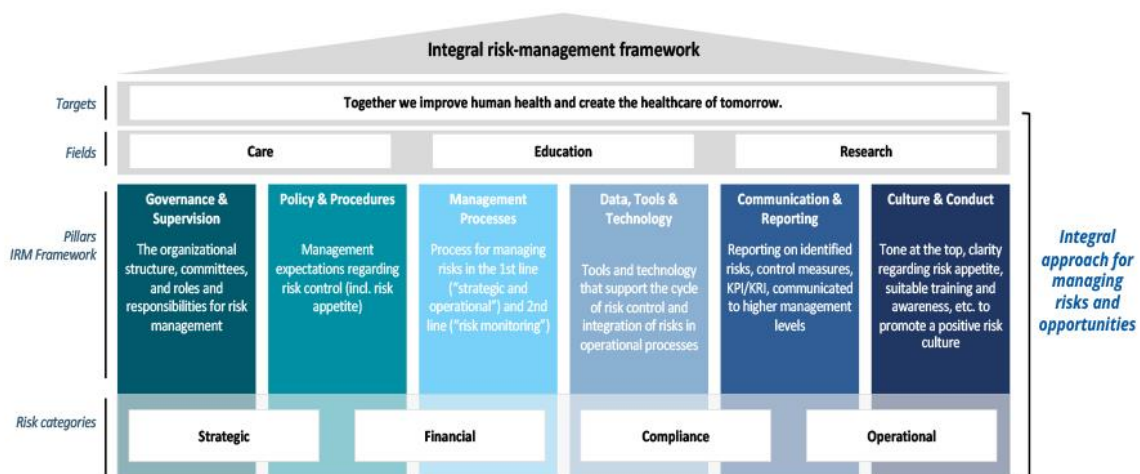 Integral risk-management framework
Targets
Together we improve human health and create the healthcare of tomorrow.
Fields
Care
Education
Research
Pillars
IRM Framework
Governance &
Supervision
The organizational
structure, committees,
and roles and
responsibilities for risk
management
Policy & Procedures
Management
expectations regarding
risk control (incl. risk
appetite)
Management
Processes
Process for managing
risks in the 1st line
(“strategic and
operational”) and 2nd
line (“risk monitoring”)
Data, Tools &
Technology
Tools and technology
that support the cycle
of risk control and
integration of risks in
operational processes
Communication &
Reporting
Reporting on identified
risks, control measures,
KPI/KRI, communicated
to higher management
levels
Culture & Conduct
Tone at the top, clarity
regarding risk appetite,
suitable training and
awareness, etc. to
promote a positive risk
culture
Integral
approach for
managing
risks and
opportunities
Risk categories
Strategic
Financial
Compliance
Operational